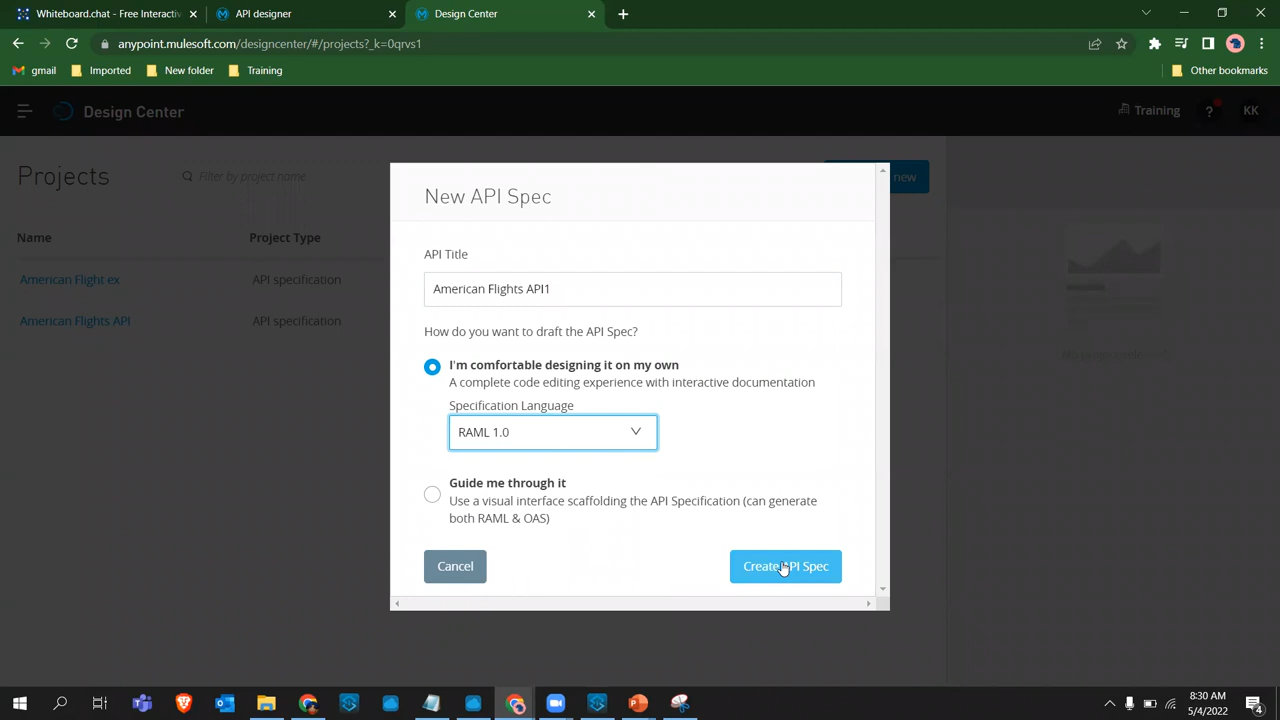 Whiteboard.chat - Free Interactiv
API designer
Design Center
anypoint.mulesoft.com/designcenter/#/projects?_k=0qrvs1
gmail
Imported
New folder
Training
Other bookmarks
Design Center
Training
?
KK
Projects
Filter by project name
new
Name
Project Type
American Flight ex
API specification
American Flights API
API specification
New API Spec
API Title
American Flights API1
How do you want to draft the API Spec?
I'm comfortable designing it on my own
A complete code editing experience with interactive documentation
Specification Language
RAML 1.0
Guide me through it
Use a visual interface scaffolding the API Specification (can generate
both RAML & OAS)
Cancel
Create API Spec
8:30 AM
5/4/2022
4